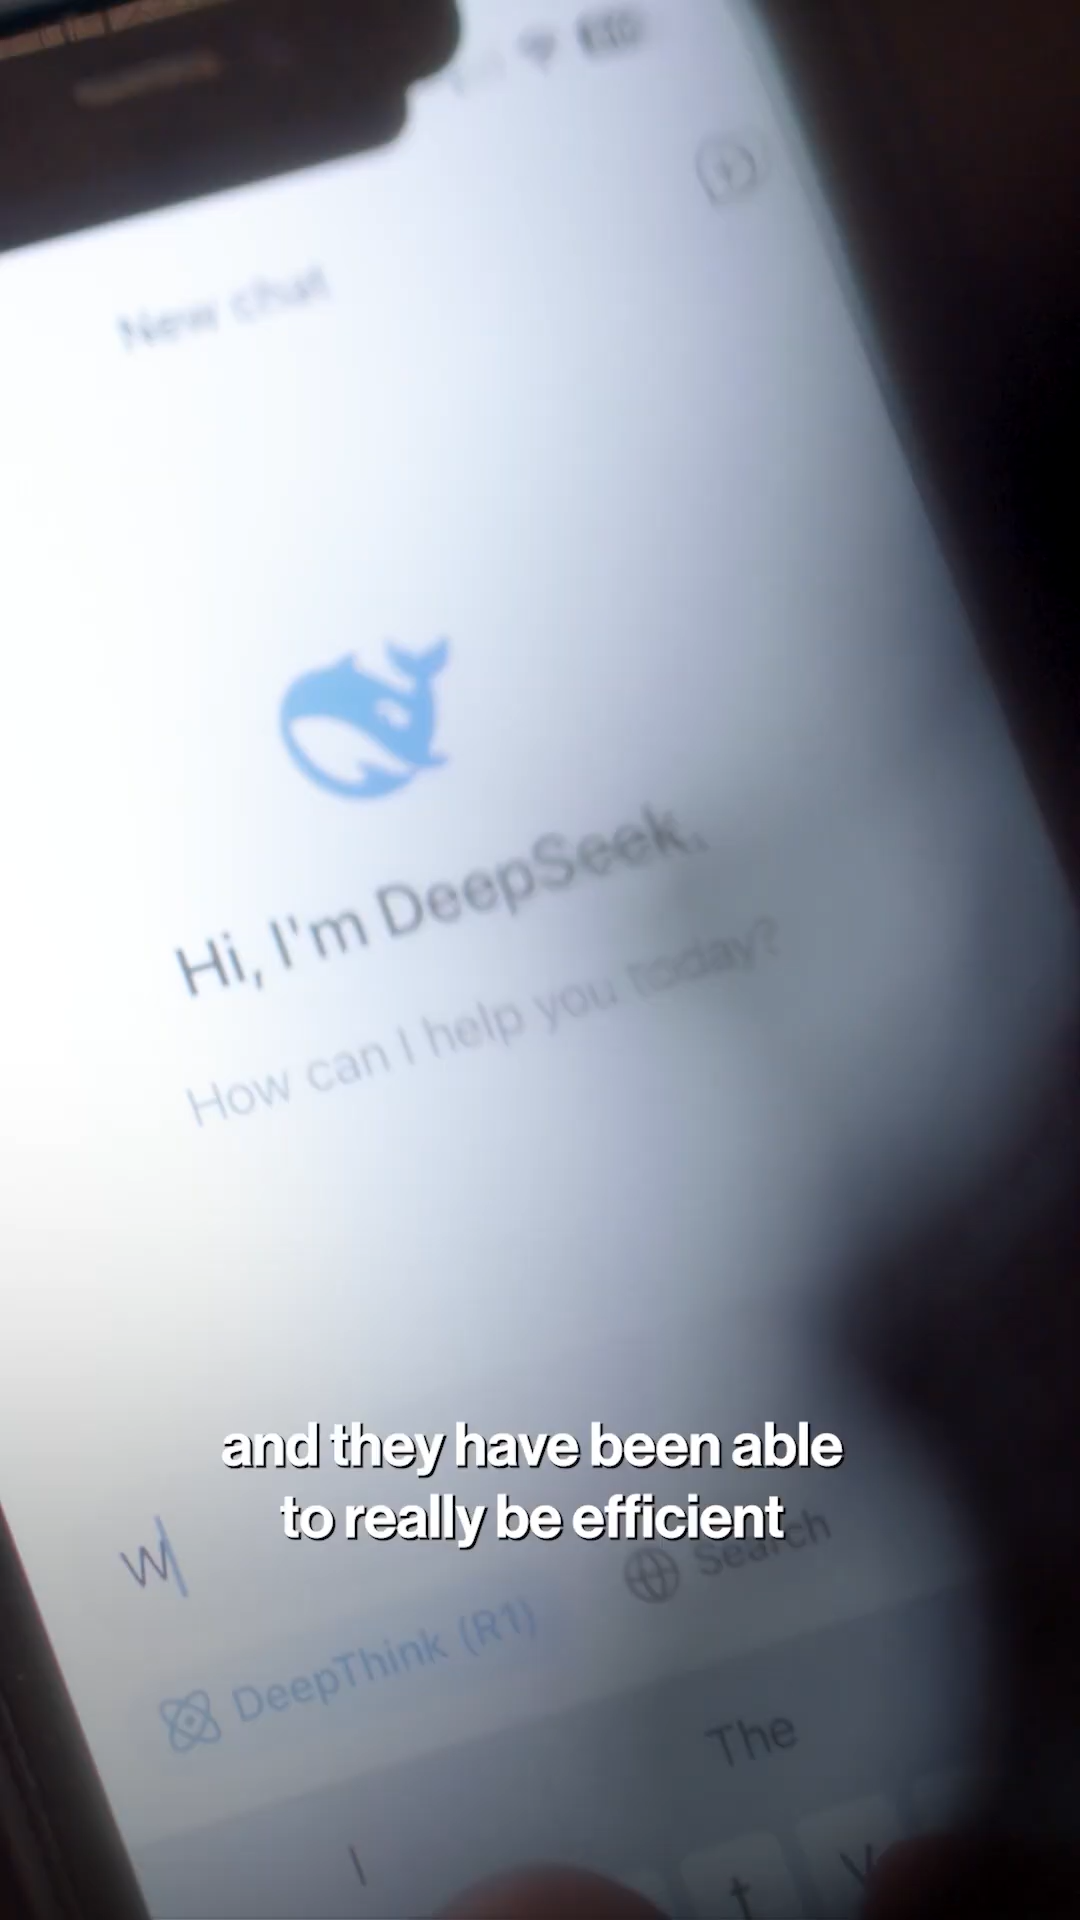 New chat
Hi, I'm DeepSeek.
How can I help you today?
and they have been able
to really be efficient
w
Search
DeepThink (R1)
The
I
t